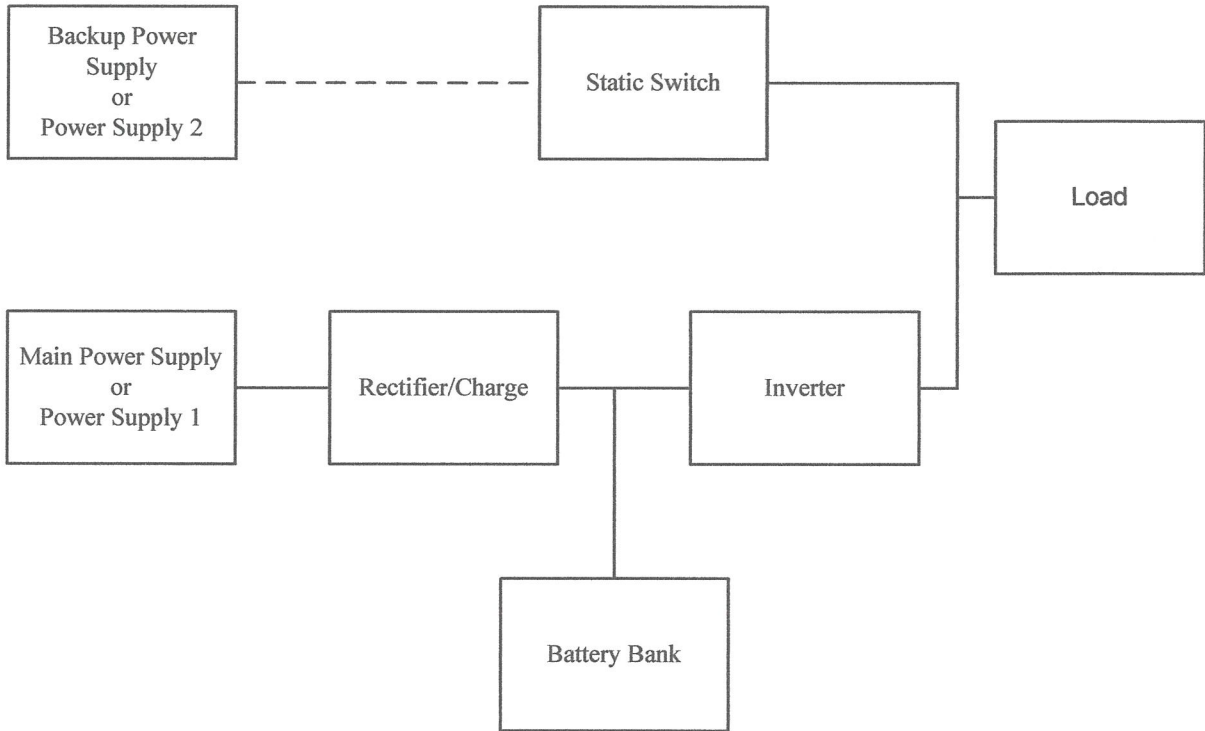 Backup Power
Supply
or
Power Supply 2
Static Switch
Load
Main Power Supply
or
Power Supply 1
Rectifier/Charge
Inverter
Battery Bank